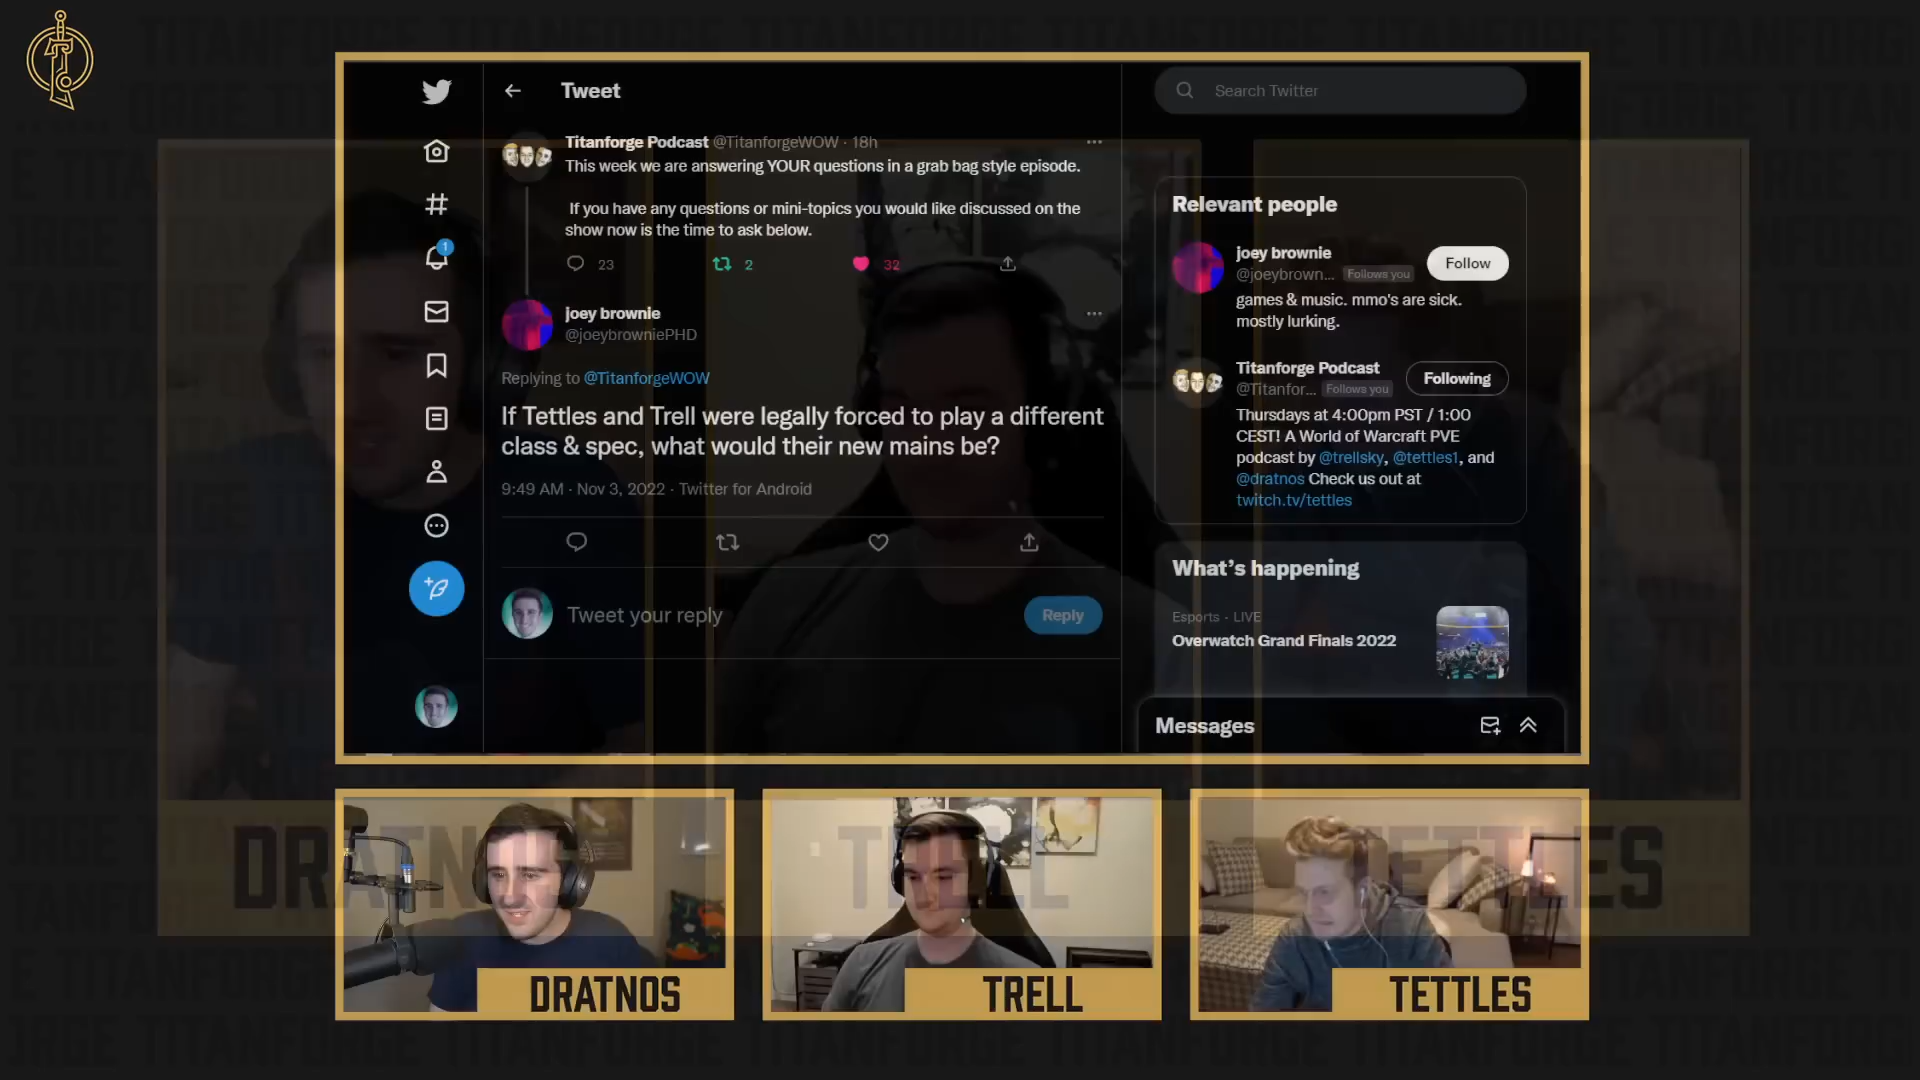 Tweet
Search Twitter
Titanforge Podcast @TitanforgeWOW · 18h
This week we are answering YOUR questions in a grab bag style episode.
If you have any questions or mini-topics you would like discussed on the
show now is the time to ask below.
23
2
32
joey brownie
@joeybrowniePHD
Replying to @TitanforgeWOW
If Tettles and Trell were legally forced to play a different
class & spec, what would their new mains be?
9:49 AM · Nov 3, 2022 · Twitter for Android
Tweet your reply
Reply
1
Relevant people
joey brownie
@joeybrown... Follows you
Follow
games & music. mmo's are sick.
mostly lurking.
Titanforge Podcast
@Titanfor... Follows you
Following
Thursdays at 4:00pm PST / 1:00
CEST! A World of Warcraft PVE
podcast by @trellsky, @tettles1, and
@dratnos Check us out at
twitch.tv/tettles
What's happening
Esports · LIVE
Overwatch Grand Finals 2022
Messages
DRATNOS
TRELL
TETTLES